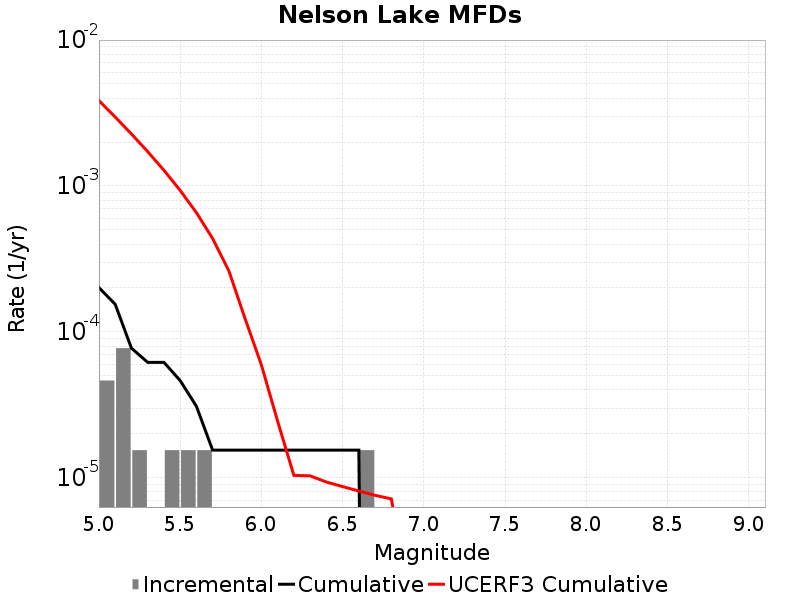 Nelson Lake MFDs
10^-2
10^-3
10^-4
10^-5
Rate (1/yr)
5.0 5.5 6.0 6.5 7.0 7.5 8.0 8.5 9.0
Magnitude
Incremental Cumulative UCERF3 Cumulative